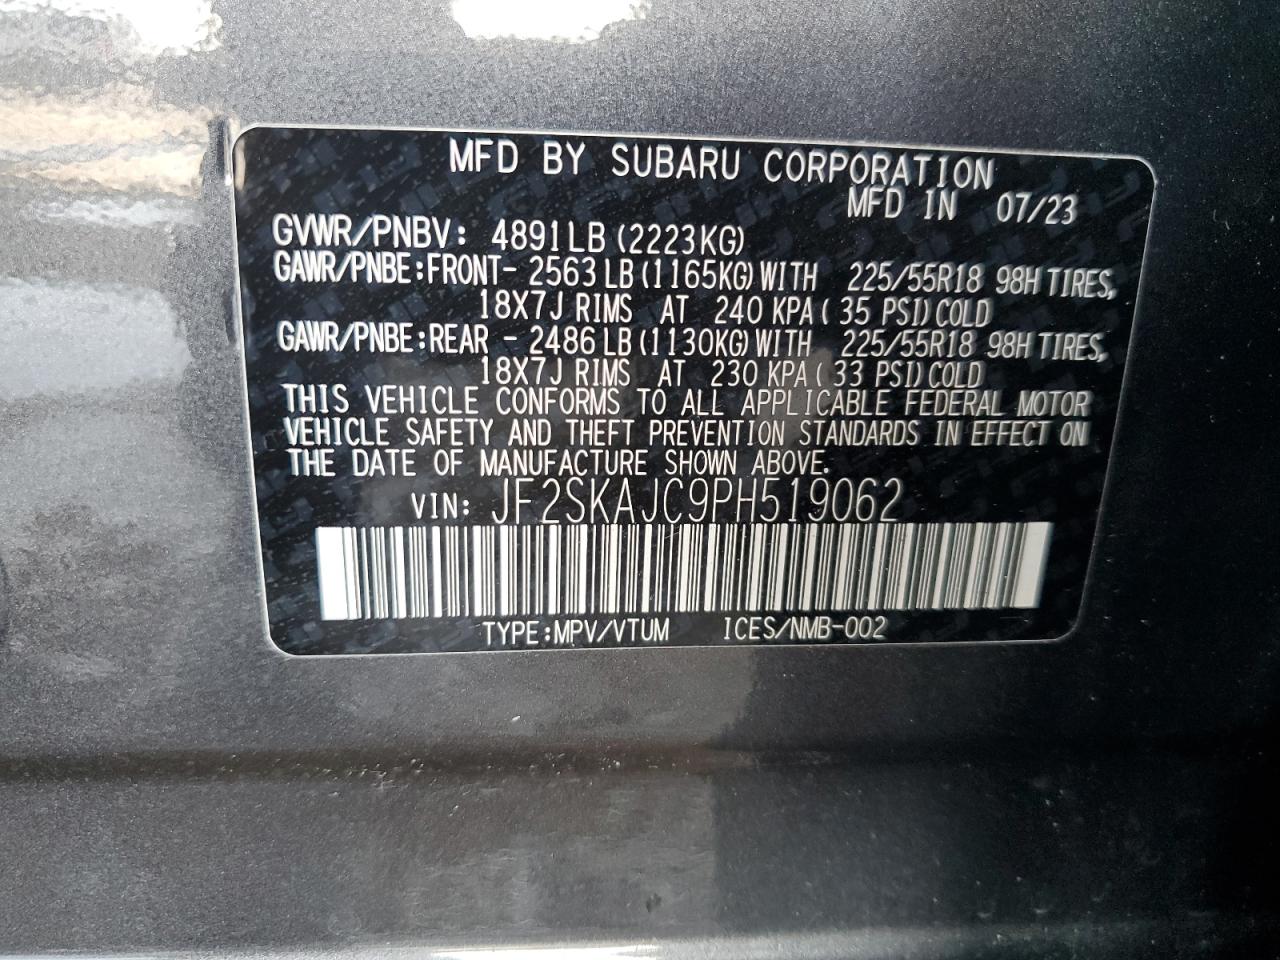 MFD BY SUBARU CORPORATION
MFD IN 07/23
GVWR/PNBV: 4891LB (2223KG)
GAWR/PNBE:FRONT- 2563LB (1165KG) WITH 225/55R18 98H TIRES,
18X7J RIMS AT 240 KPA ( 35 PSI) COLD
GAWR/PNBE:REAR - 2486LB (1130KG) WITH 225/55R18 98H TIRES,
18X7J RIMS AT 230 KPA ( 33 PSI) COLD
THIS VEHICLE CONFORMS TO ALL APPLICABLE FEDERAL MOTOR
VEHICLE SAFETY AND THEFT PREVENTION STANDARDS IN EFFECT ON
THE DATE OF MANUFACTURE SHOWN ABOVE.
VIN: JF2SKAJC9PH519062
TYPE:MPV/VTUM ICES/NMB-002